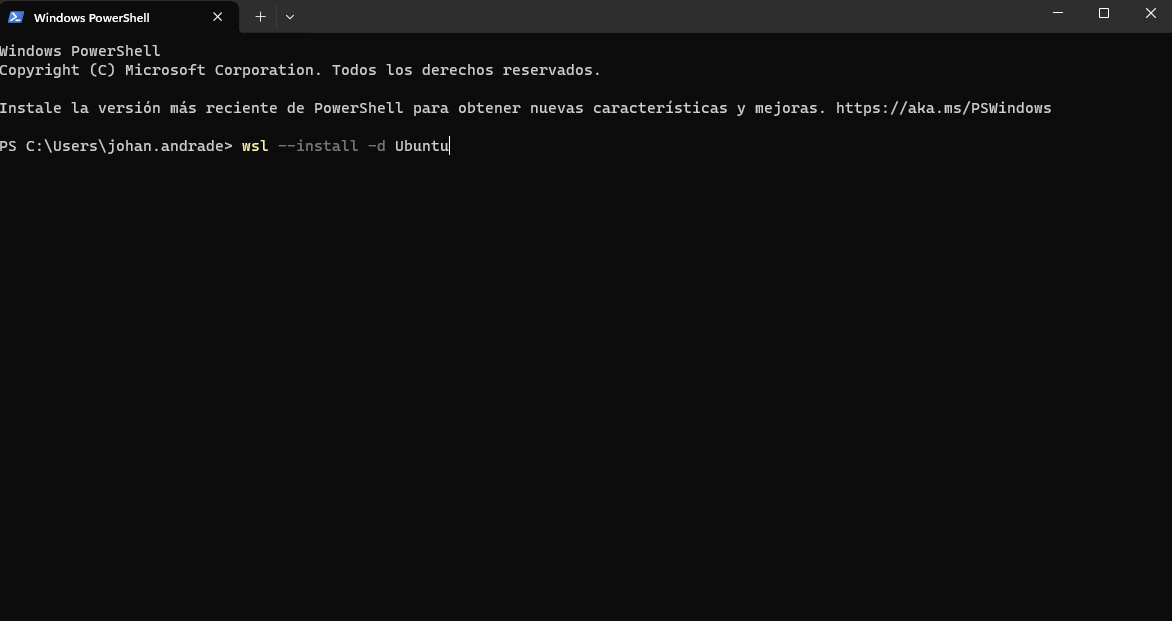 Windows PowerShell
Windows PowerShell
Copyright (C) Microsoft Corporation. Todos los derechos reservados.
Instale la versión más reciente de PowerShell para obtener nuevas características y mejoras. https://aka.ms/PSWindows
PS C:\Users\johan.andrade> wsl --install -d Ubuntu